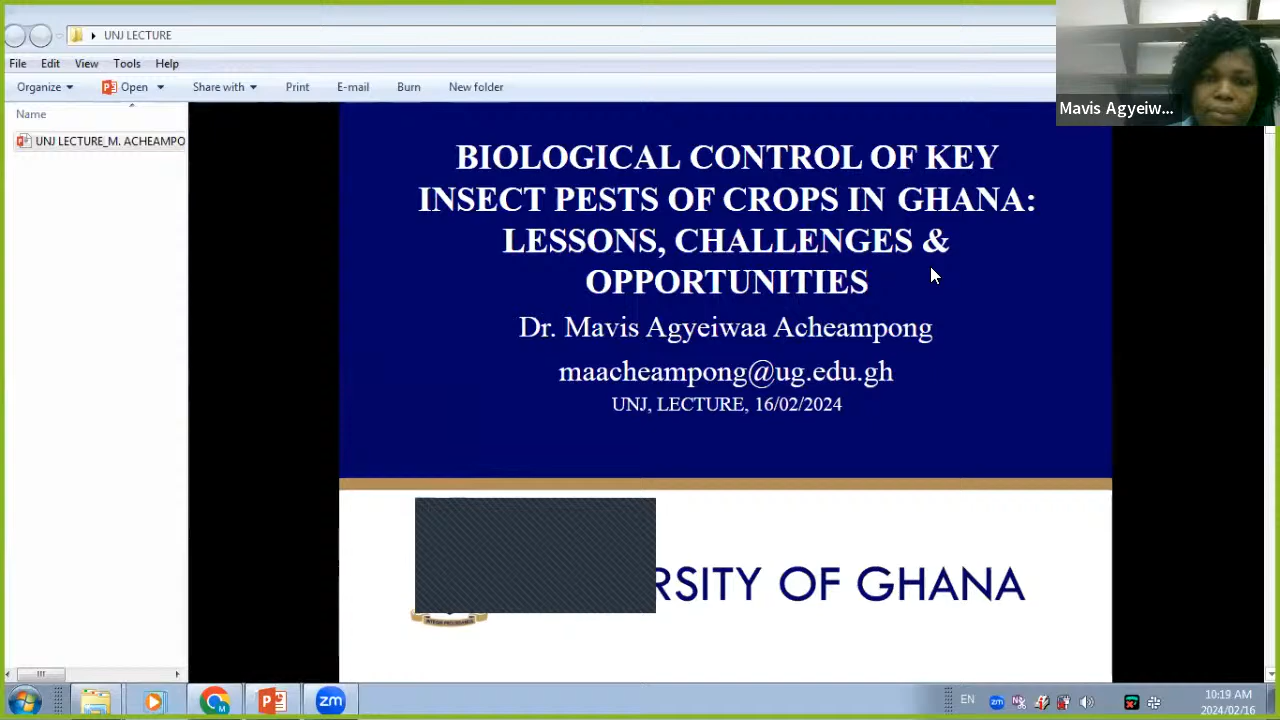 UNJ LECTURE
File Edit View Tools Help
Organize Open Share with Print E-mail Burn New folder
Name
UNJ LECTURE_M. ACHEAMPO
Mavis Agyeiw...
BIOLOGICAL CONTROL OF KEY
INSECT PESTS OF CROPS IN GHANA:
LESSONS, CHALLENGES &
OPPORTUNITIES
Dr. Mavis Agyeiwaa Acheampong
maacheampong@ug.edu.gh
UNJ, LECTURE, 16/02/2024
RSITY OF GHANA
zm
EN
10:19 AM
2024/02/16